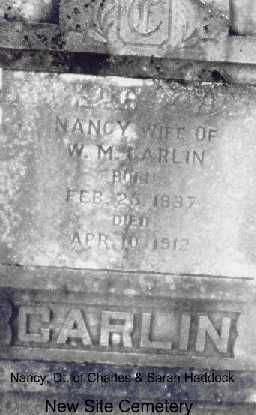 C
NANCY, WIFE OF
W. M. CARLIN
BORN
FEB. 25, 1837
DIED
APR. 10, 1912
CARLIN
Nancy, D. of Charles & Sarah Haddock
New Site Cemetery